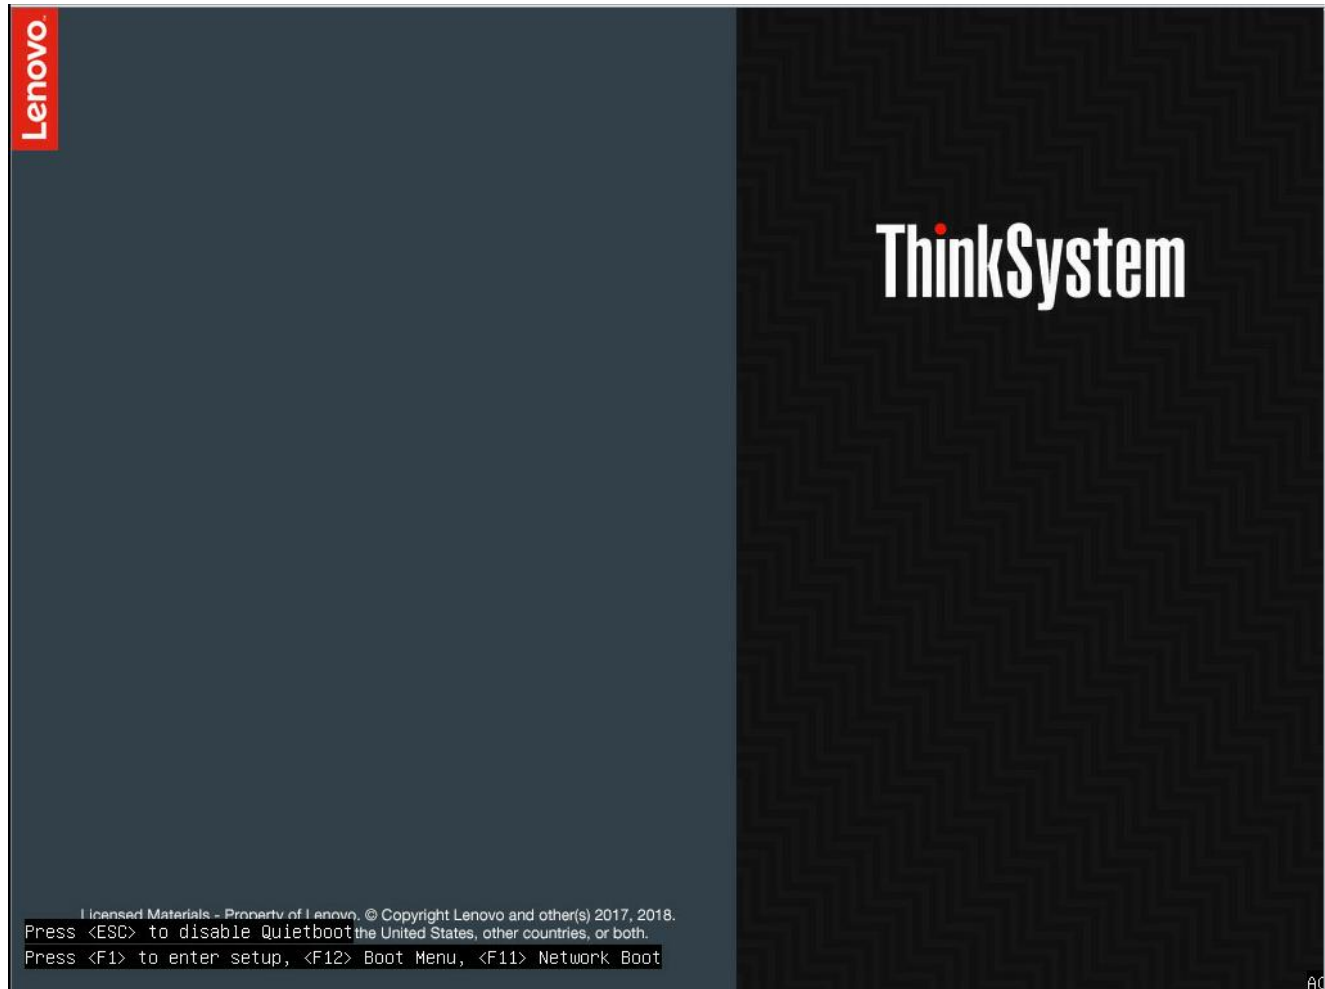 Lenovo.
ThinkSystem
Licensed Materials - Property of Lenovo. © Copyright Lenovo and other(s) 2017, 2018.
Press <ESC> to disable Quietboot the United States, other countries, or both.
Press <F1> to enter setup, <F12> Boot Menu, <F11> Network Boot